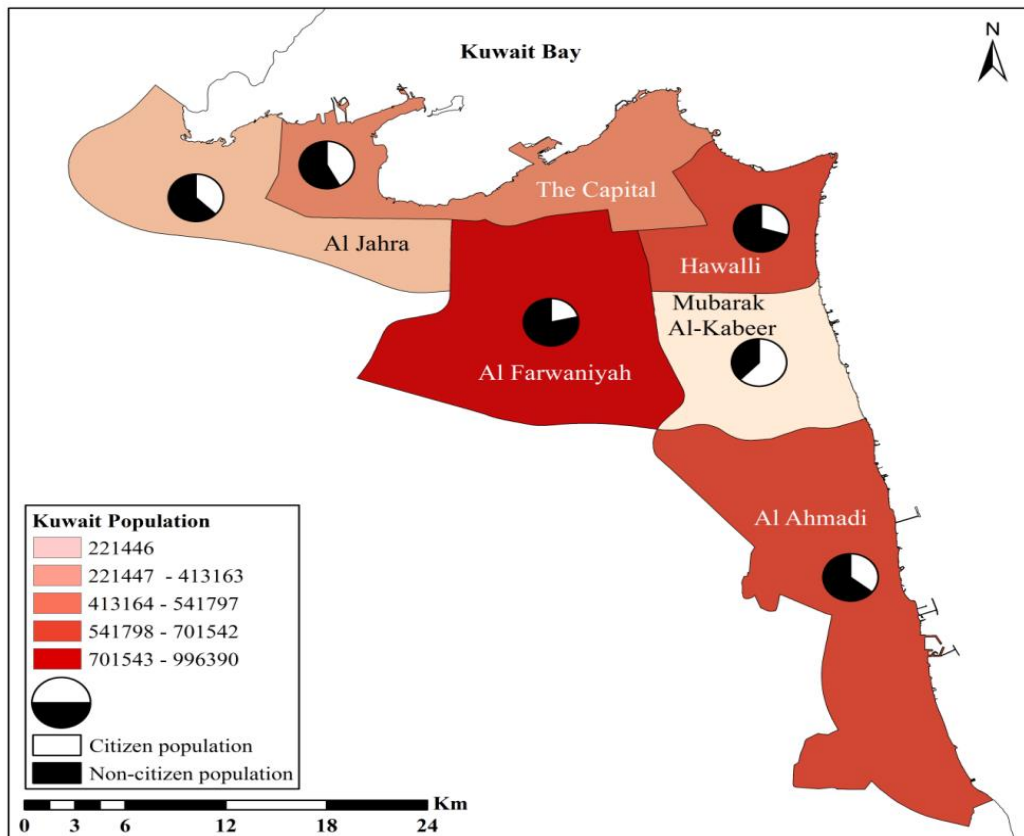 N
Kuwait Bay
The Capital
Al Jahra
Hawalli
Mubarak
Al-Kabeer
Al Farwaniyah
Al Ahmadi
Kuwait Population
221446
221447 - 413163
413164 - 541797
541798 - 701542
701543 - 996390
Citizen population
Non-citizen population
Km
0 3 6 12 18 24